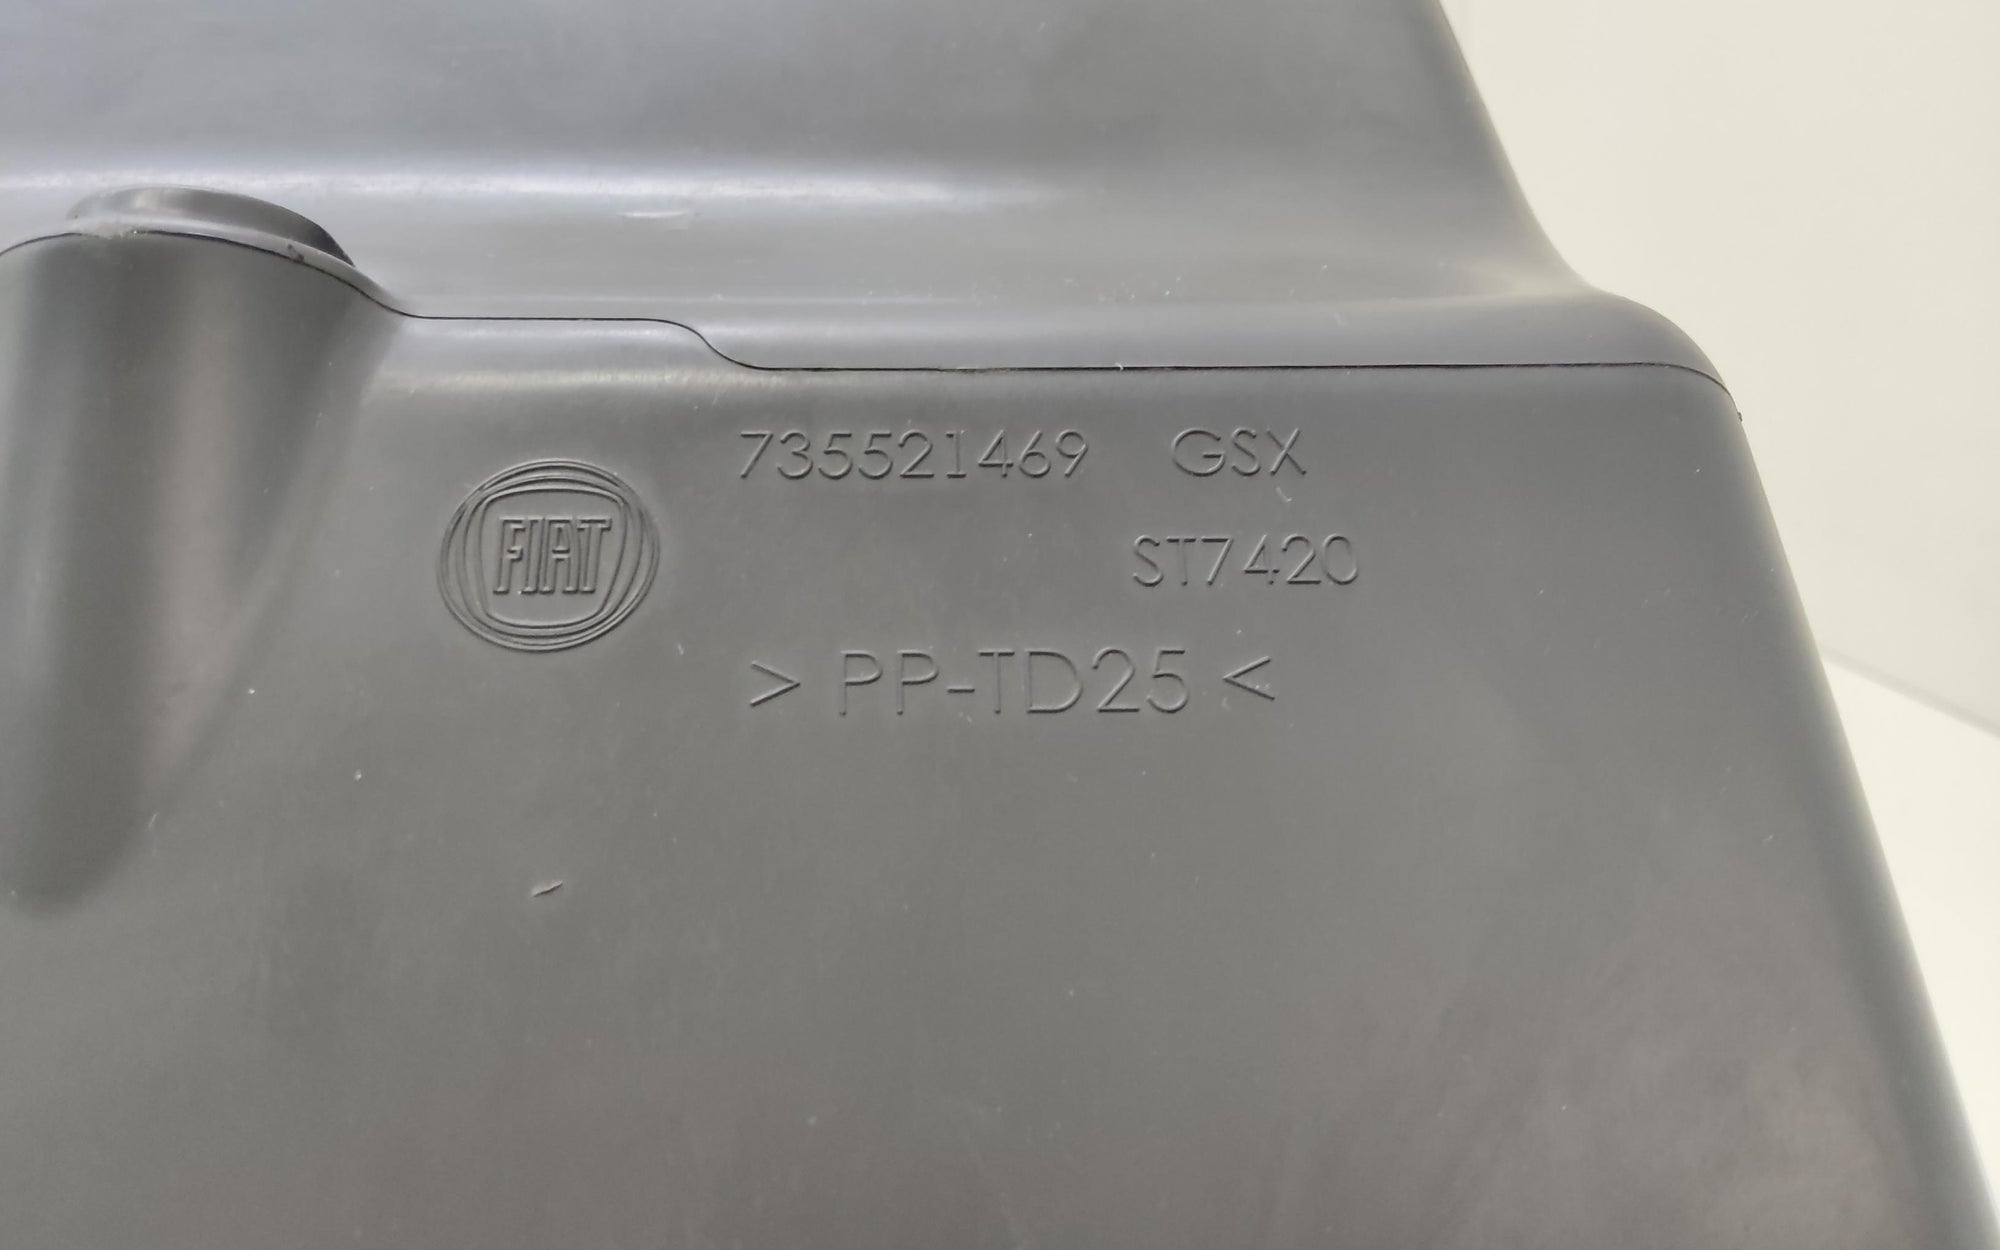 735521469 GSX
FIAT
ST7420
> PP-TD25 <